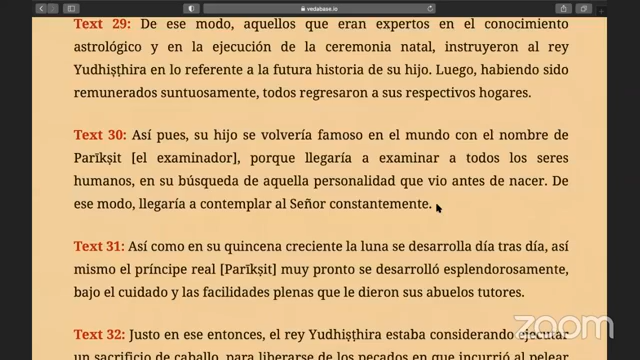 vedabase.io
Text 29: De ese modo, aquellos que eran expertos en el conocimiento
astrológico y en la ejecución de la ceremonia natal, instruyeron al rey
Yudhiṣṭhira en lo referente a la futura historia de su hijo. Luego, habiendo sido
remunerados suntuosamente, todos regresaron a sus respectivos hogares.
Text 30: Así pues, su hijo se volvería famoso en el mundo con el nombre de
Parīkṣit [el examinador], porque llegaría a examinar a todos los seres
humanos, en su búsqueda de aquella personalidad que vio antes de nacer. De
ese modo, llegaría a contemplar al Señor constantemente.
Text 31: Así como en su quincena creciente la luna se desarrolla día tras día, así
mismo el príncipe real [Parīkṣit] muy pronto se desarrolló esplendorosamente,
bajo el cuidado y las facilidades plenas que le dieron sus abuelos tutores.
Text 32: Justo en ese entonces, el rey Yudhiṣṭhira estaba considerando ejecutar
un sacrificio de caballo, para liberarse de los pecados en que incurrió al pelear
zoom